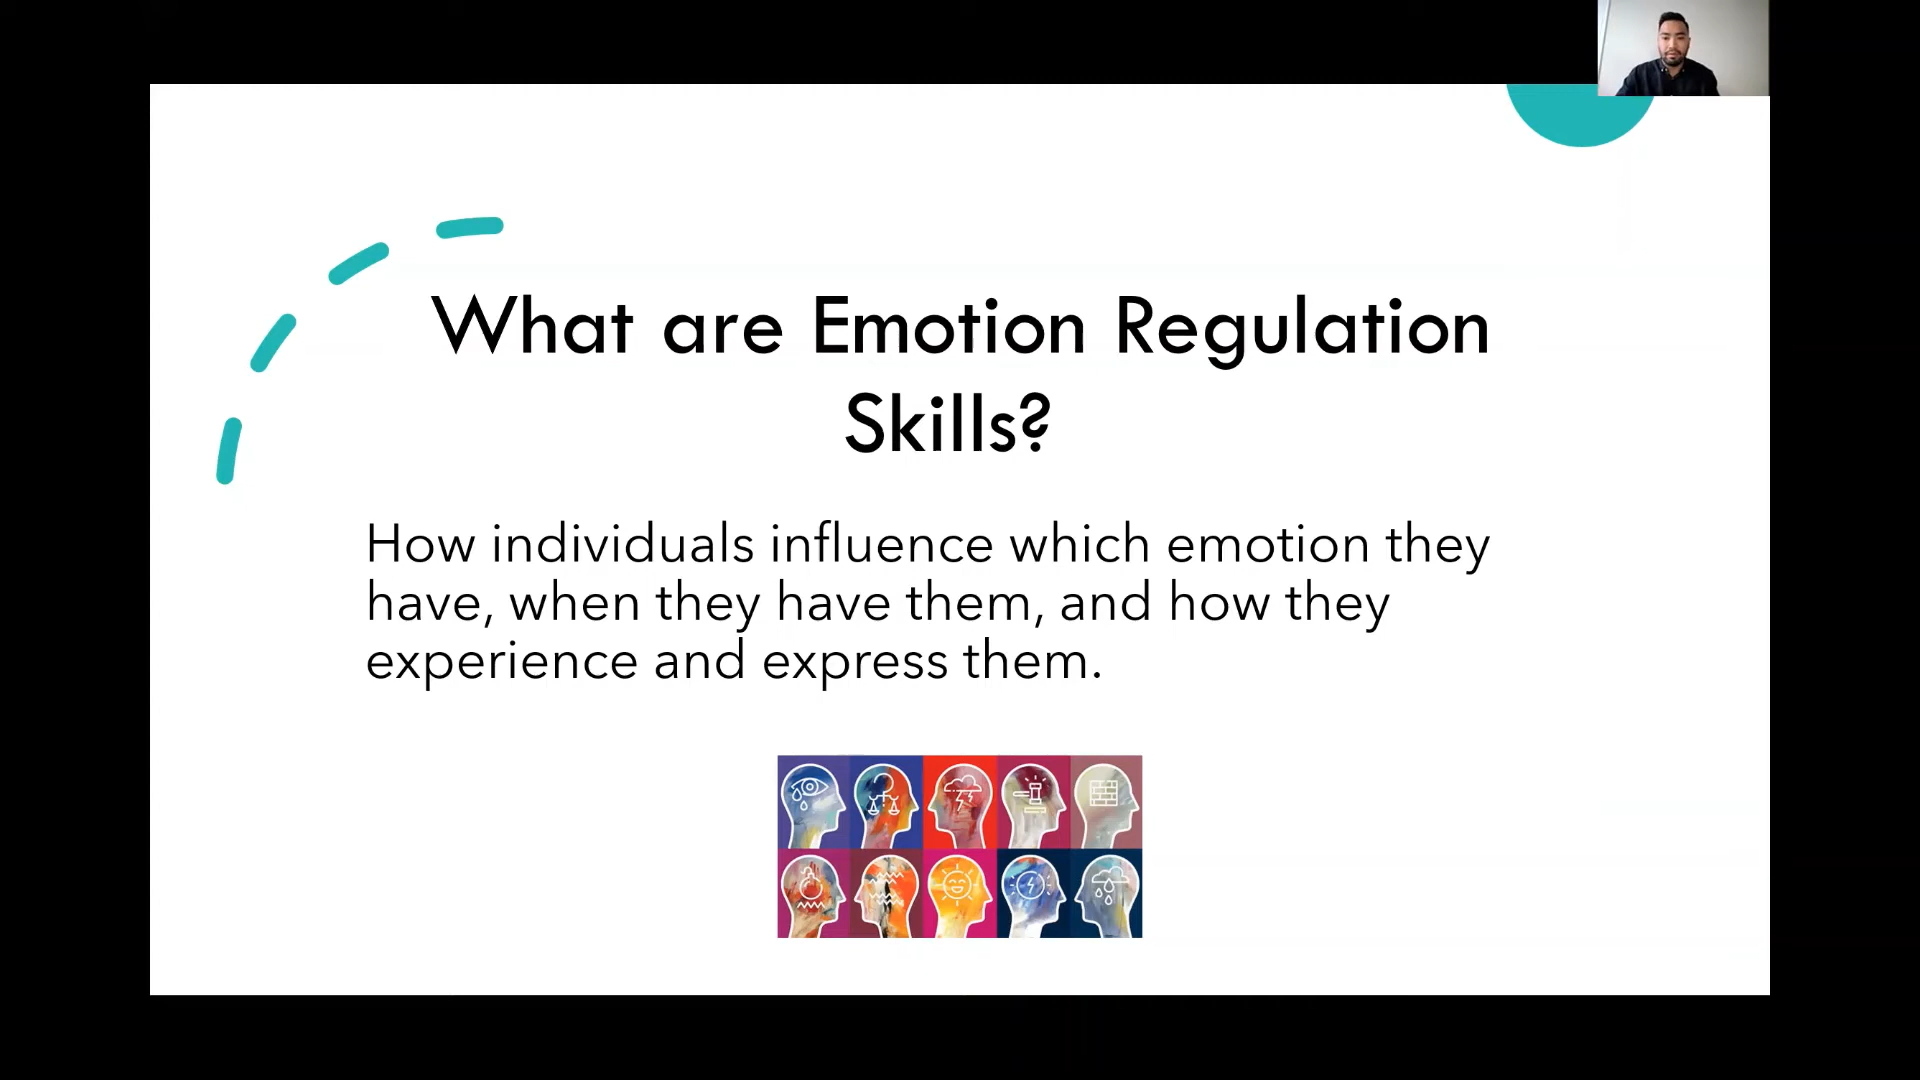 What are Emotion Regulation
Skills?
How individuals influence which emotion they
have, when they have them, and how they
experience and express them.